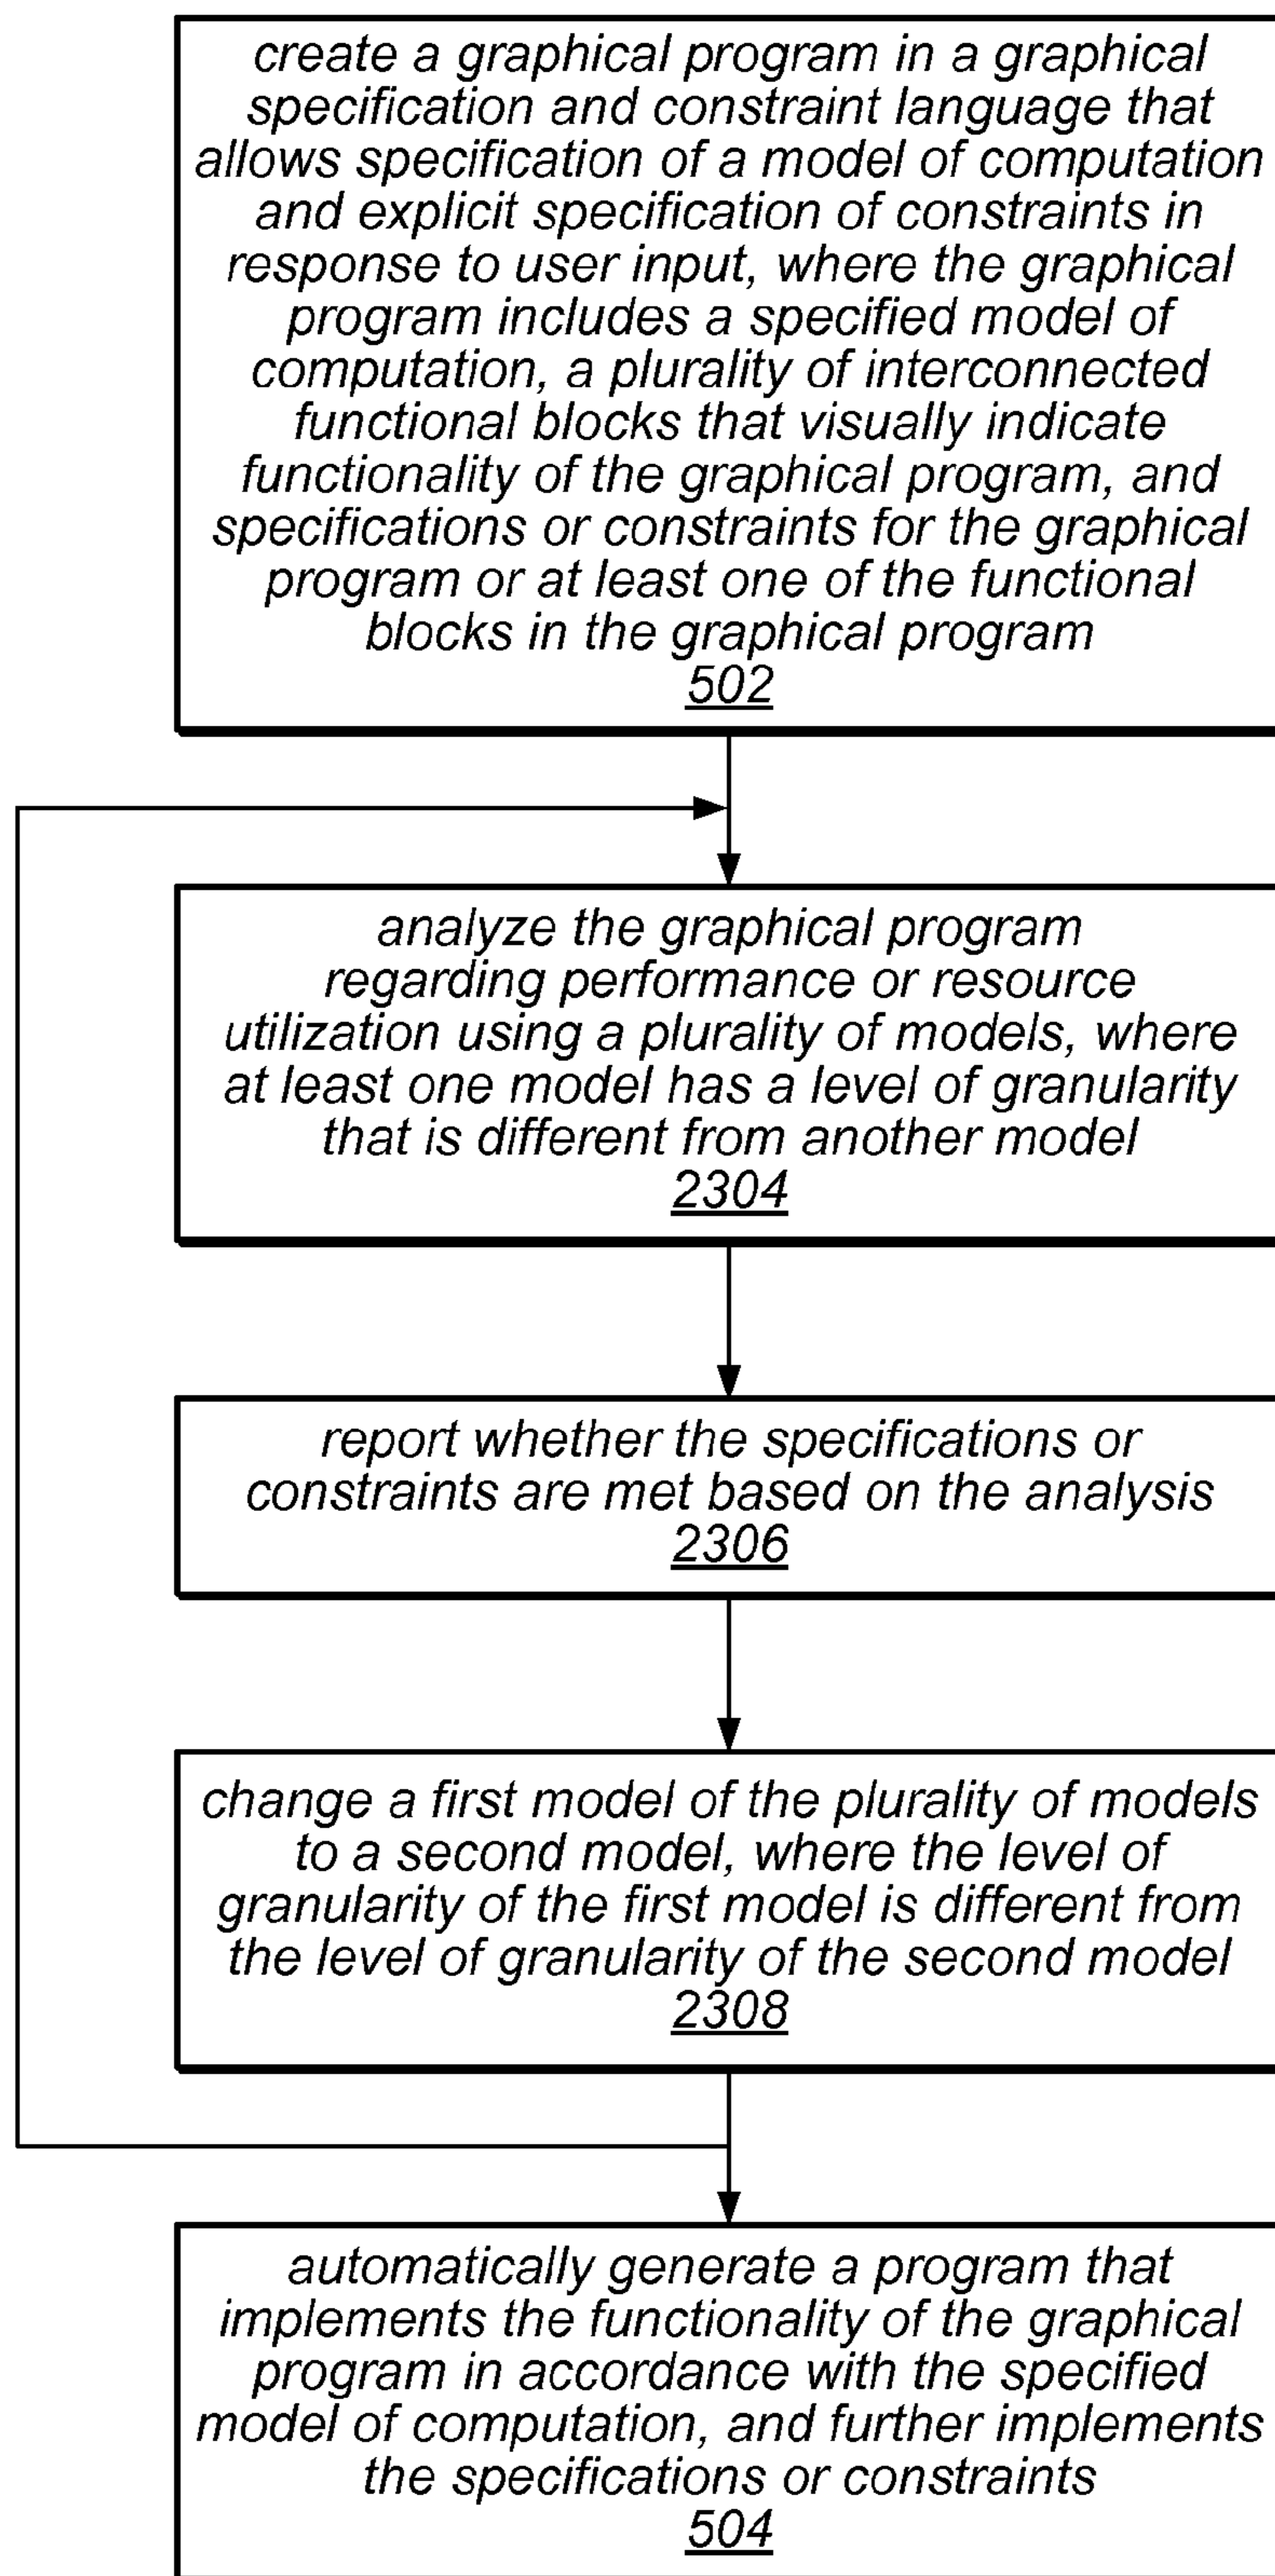 create a graphical program in a graphical
specification and constraint language that
allows specification of a model of computation
and explicit specification of constraints in
response to user input, where the graphical
program includes a specified model of
computation, a plurality of interconnected
functional blocks that visually indicate
functionality of the graphical program, and
specifications or constraints for the graphical
program or at least one of the functional
blocks in the graphical program
502
analyze the graphical program
regarding performance or resource
utilization using a plurality of models, where
at least one model has a level of granularity
that is different from another model
2304
report whether the specifications or
constraints are met based on the analysis
2306
change a first model of the plurality of models
to a second model, where the level of
granularity of the first model is different from
the level of granularity of the second model
2308
automatically generate a program that
implements the functionality of the graphical
program in accordance with the specified
model of computation, and further implements
the specifications or constraints
504